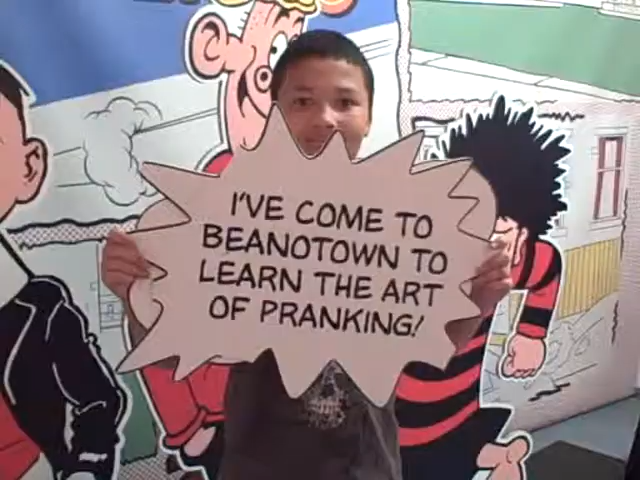 I'VE COME TO
BEANOTOWN TO
LEARN THE ART
OF PRANKING!